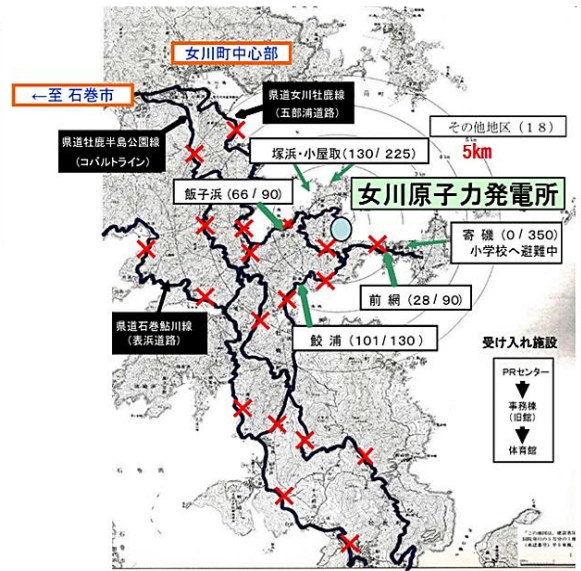 女川町中心部
←至 石巻市
県道女川牡鹿線
(五部浦道路)
県道牡鹿半島公園線
(コバルトライン)
その他地区(18)
5km
塚浜・小屋取(130/225)
飯子浜(66/90)
女川原子力発電所
寄磯(0/350)
小学校へ避難中
前網(28/90)
県道石巻鮎川線
(表浜道路)
鮫浦(101/130)
受け入れ施設
PRセンター
事務棟
(旧館)
体育館